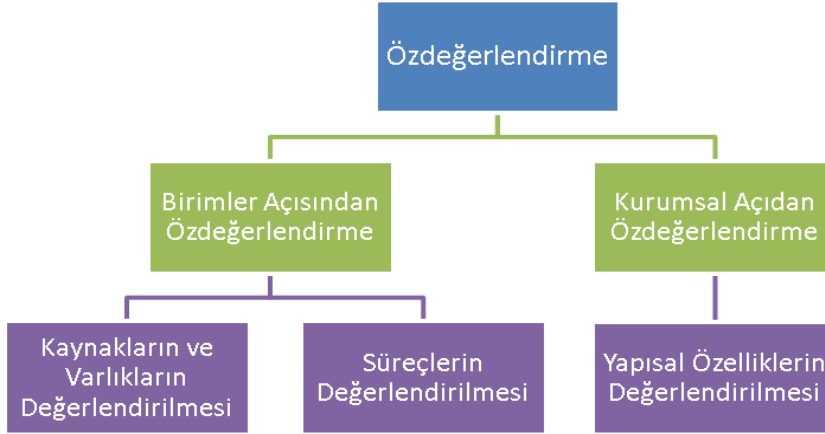 Özdeğerlendirme
Birimler Açısından
Özdeğerlendirme
Kurumsal Açıdan
Özdeğerlendirme
Kaynakların ve
Varlıkların
Değerlendirilmesi
Süreçlerin
Değerlendirilmesi
Yapısal Özelliklerin
Değerlendirilmesi